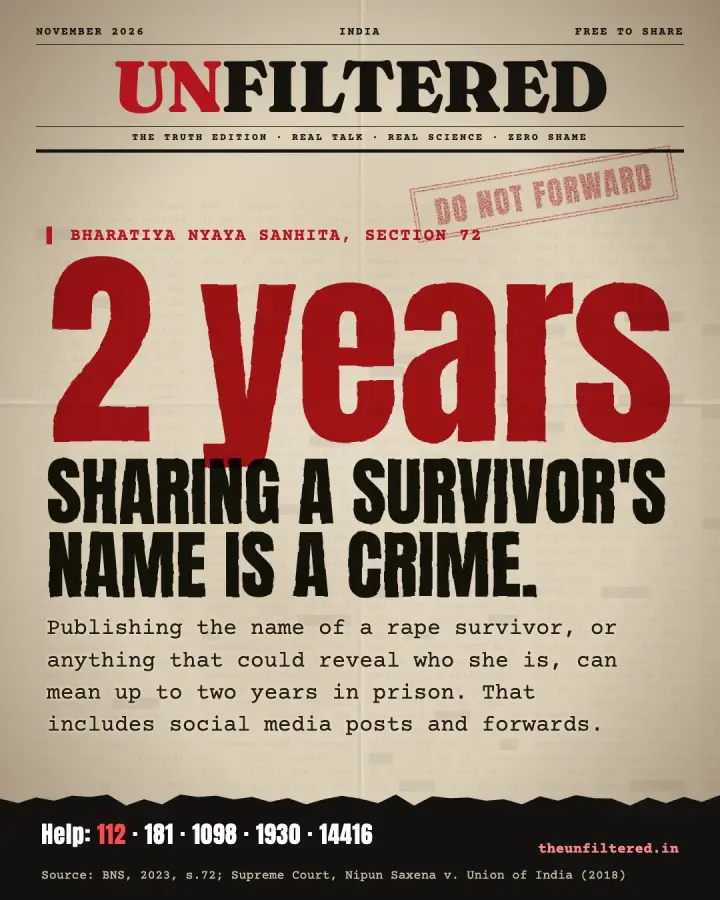 NOVEMBER 2026 INDIA FREE TO SHARE
UNFILTERED
THE TRUTH EDITION · REAL TALK · REAL SCIENCE · ZERO SHAME
DO NOT FORWARD
BHARATIYA NYAYA SANHITA, SECTION 72
2 years
SHARING A SURVIVOR'S
NAME IS A CRIME.
Publishing the name of a rape survivor, or
anything that could reveal who she is, can
mean up to two years in prison. That
includes social media posts and forwards.
Help: 112 · 181 · 1098 · 1930 · 14416
theunfiltered.in
Source: BNS, 2023, s.72; Supreme Court, Nipun Saxena v. Union of India (2018)